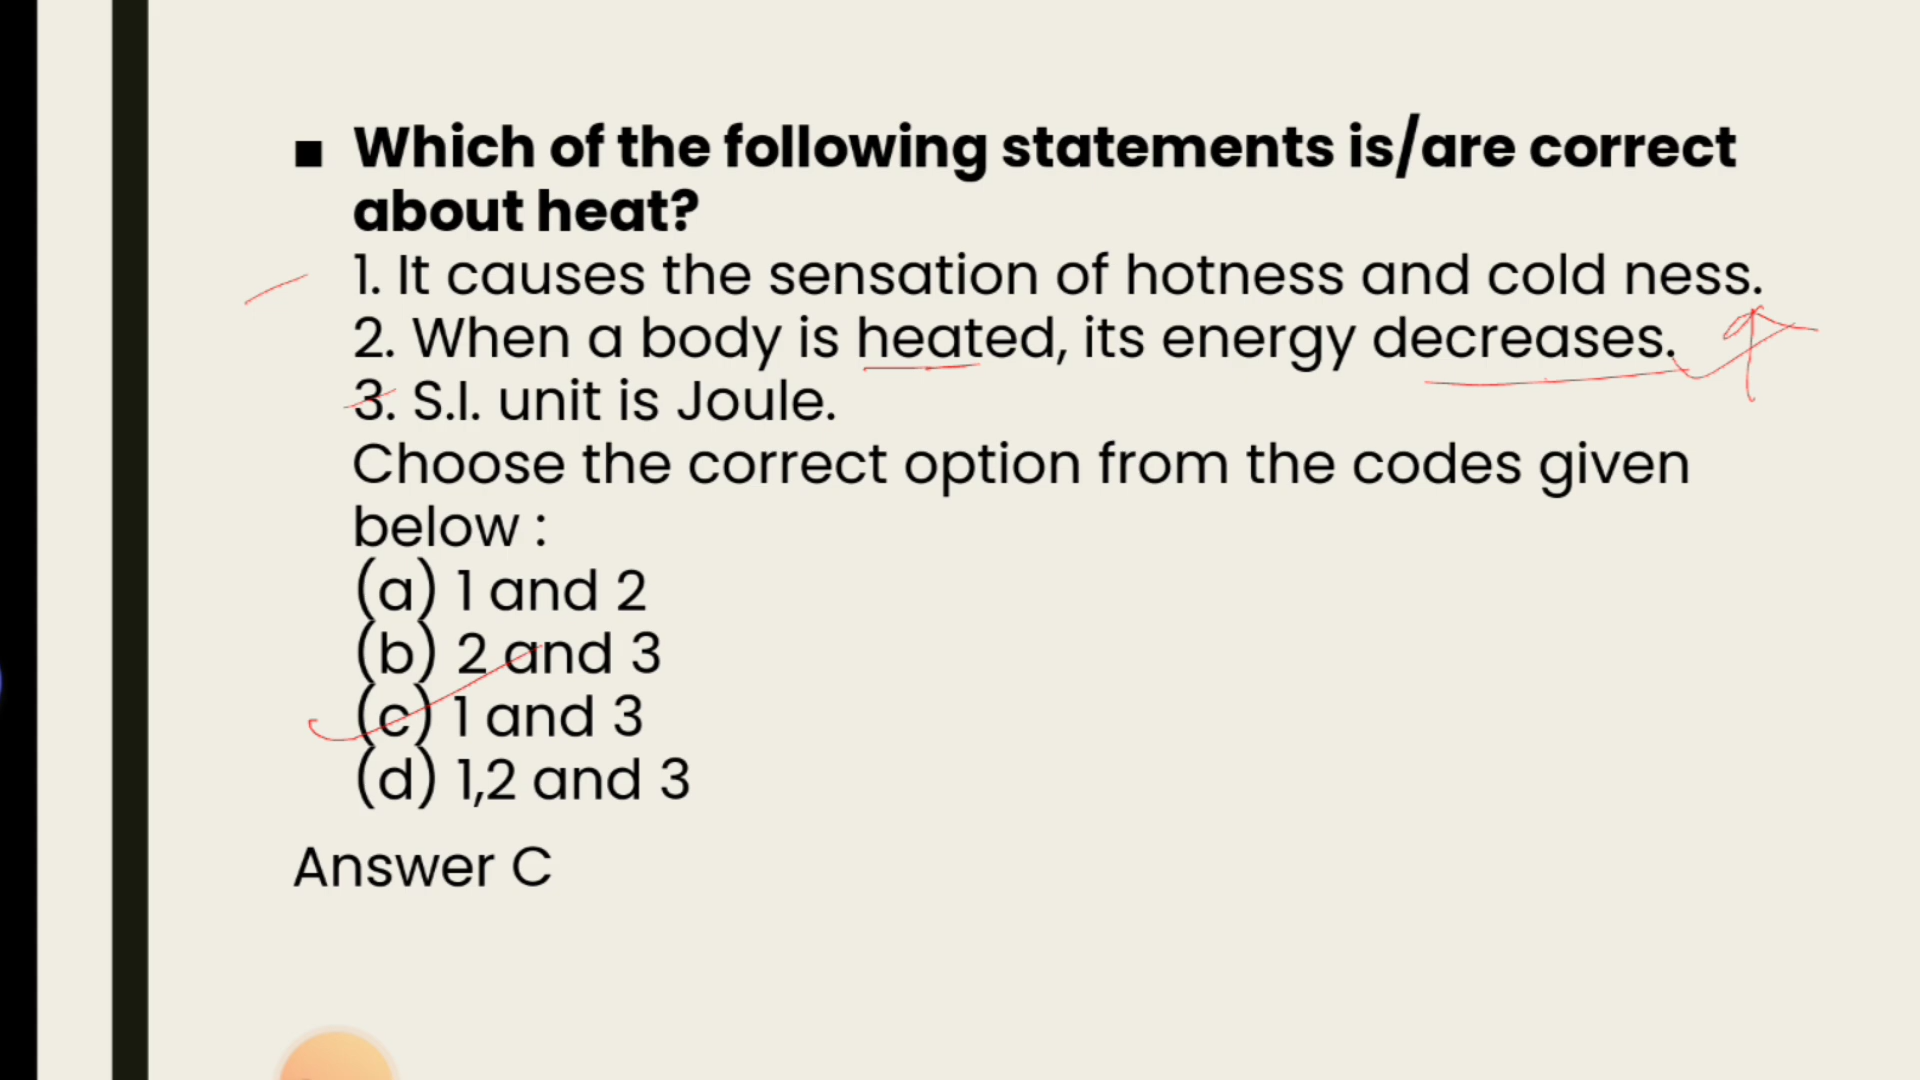 ■ Which of the following statements is/are correct
about heat?
1. It causes the sensation of hotness and cold ness.
2. When a body is heated, its energy decreases.
3. S.I. unit is Joule.
Choose the correct option from the codes given
below :
(a) 1 and 2
(b) 2 and 3
(c) 1 and 3
(d) 1,2 and 3
Answer C